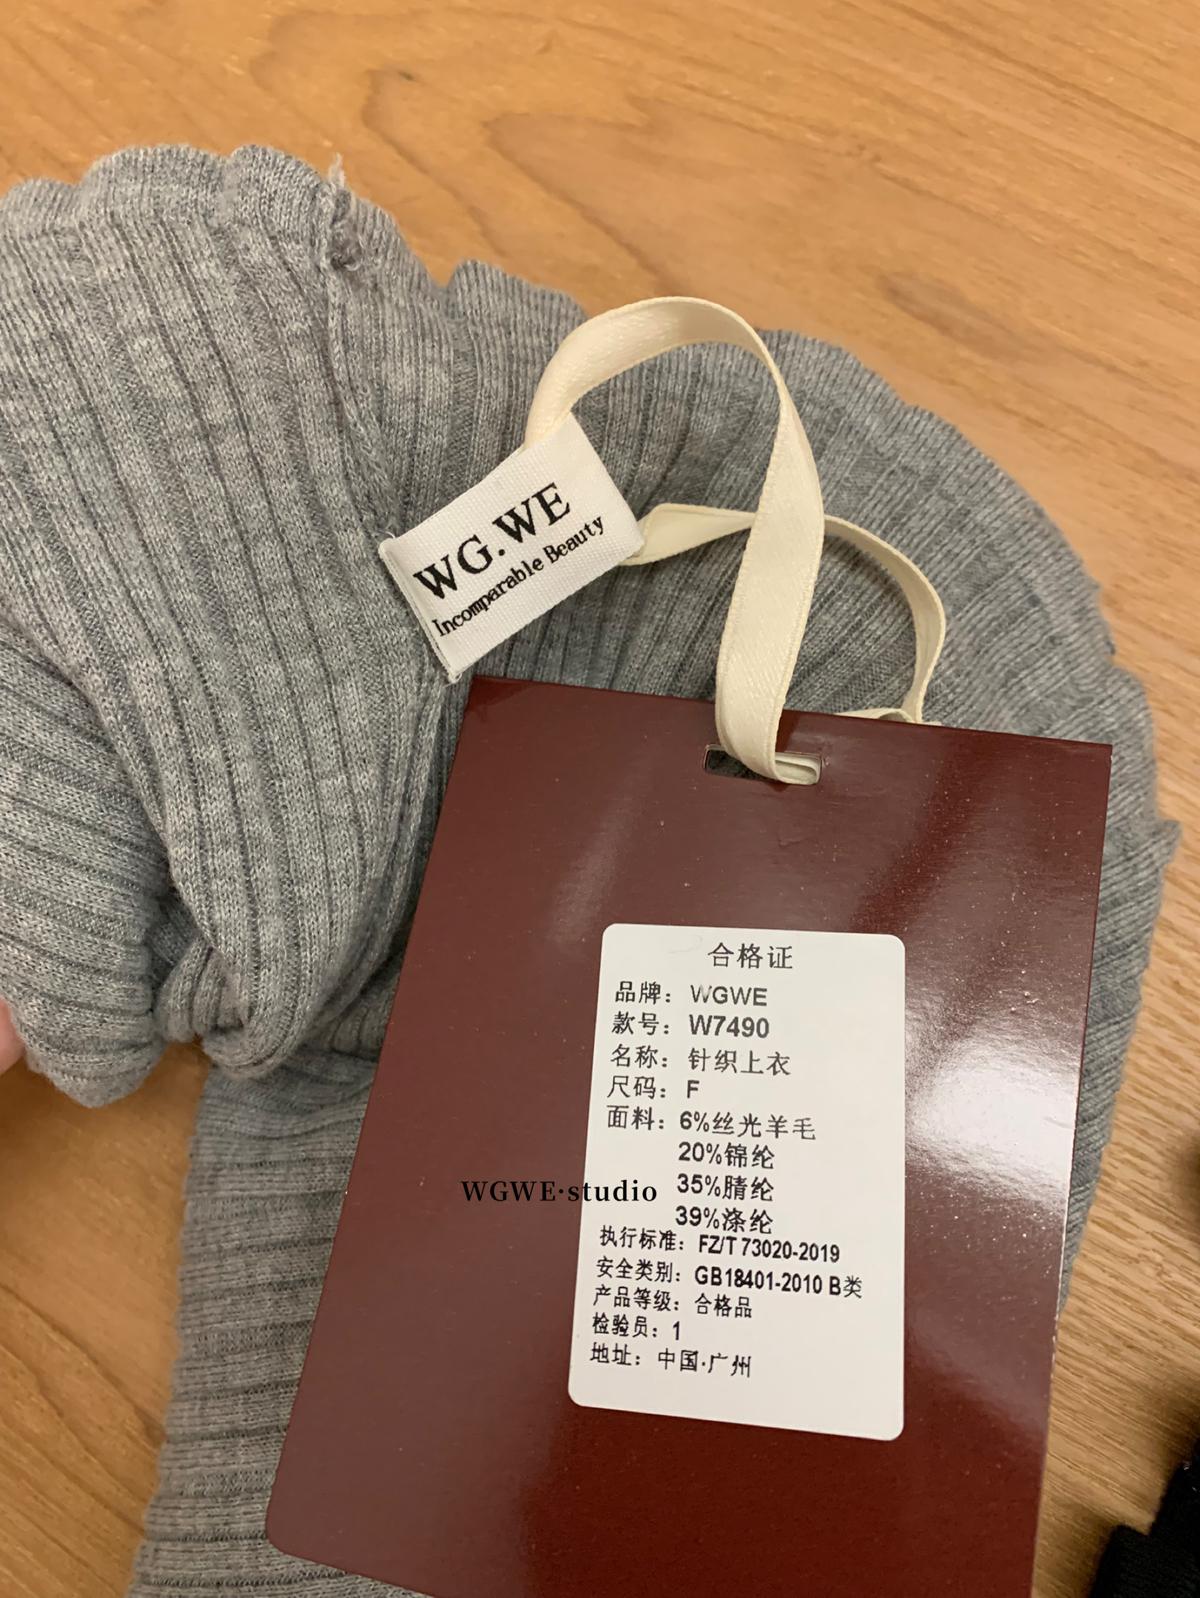 WG.WE
Incomparable Beauty
合格证
品牌：WGWE
款号：W7490
名称：针织上衣
尺码：F
面料：6%丝光羊毛
20%锦纶
35%腈纶
39%涤纶
WGWE·studio
执行标准：FZ/T 73020-2019
安全类别：GB18401-2010 B类
产品等级：合格品
检验员：1
地址：中国·广州